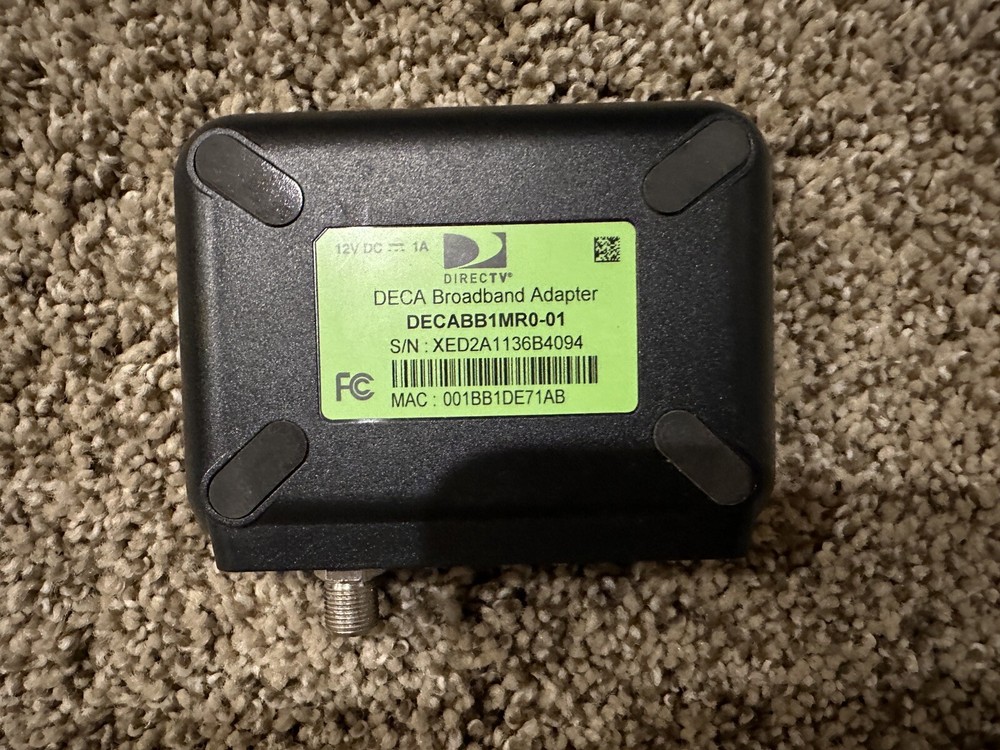 12V DC ⎓ 1A
DIRECTV®
DECA Broadband Adapter
DECABB1MR0-01
S/N : XED2A1136B4094
FC
MAC : 001BB1DE71AB